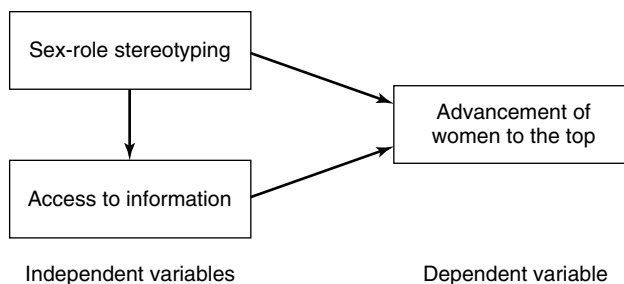 Sex-role stereotyping
Advancement of
women to the top
Access to information
Independent variables
Dependent variable